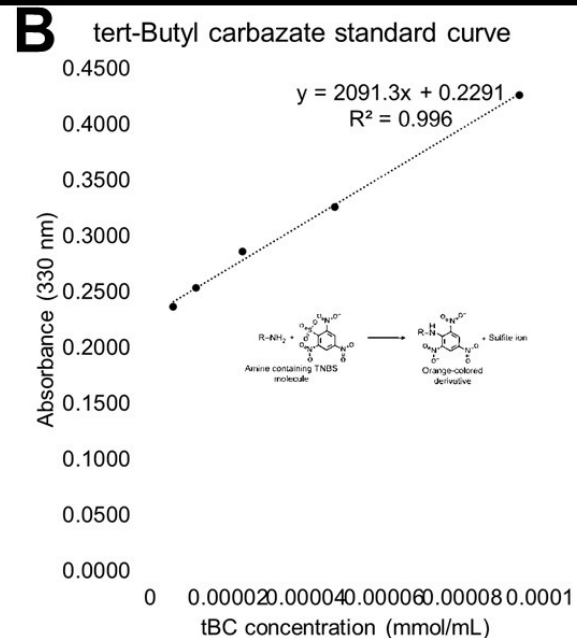 B
tert-Butyl carbazate standard curve
0.4500
y = 2091.3x + 0.2291
0.4000
R² = 0.996
0.3500
0.3000
0.2500
0.2000
0.1500
0.1000
0.0500
0.0000
Absorbance (330 nm)
R-NH₂ +
+ Sulfite ion
Amine containing TNBS
molecule
Orange-colored
derivative
0 0.00002 0.00004 0.00006 0.00008 0.0001
tBC concentration (mmol/mL)